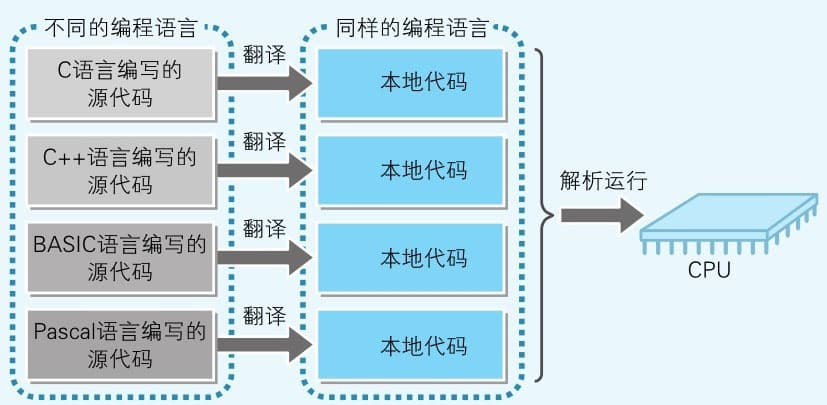 不同的编程语言
同样的编程语言
C语言编写的
源代码
翻译
本地代码
C++语言编写的
源代码
翻译
本地代码
BASIC语言编写的
源代码
翻译
本地代码
Pascal语言编写的
源代码
翻译
本地代码
解析运行
CPU